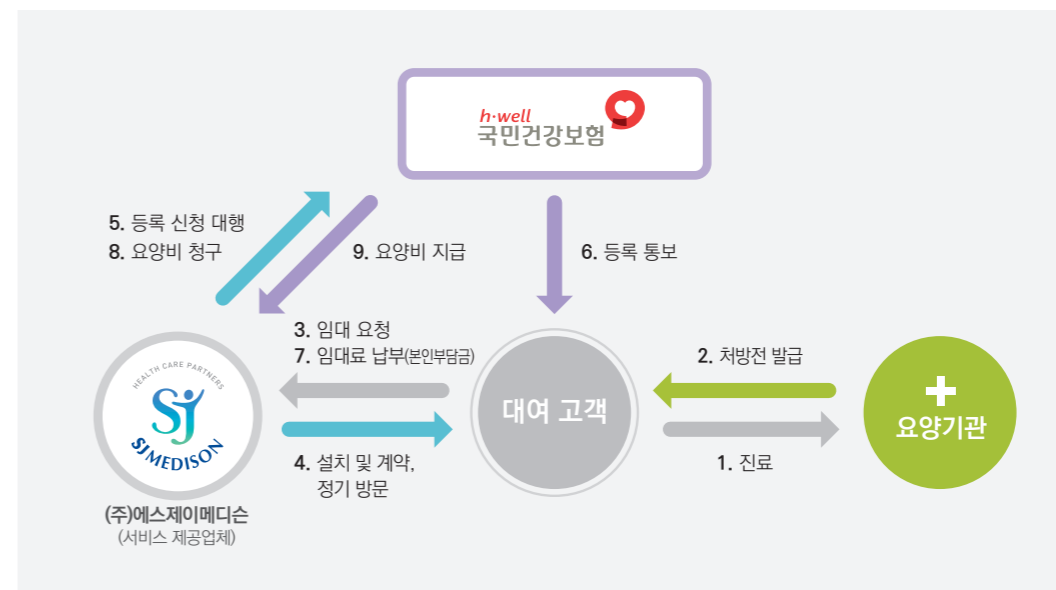 h·well
국민건강보험
5. 등록 신청 대행
8. 요양비 청구
9. 요양비 지급
6. 등록 통보
3. 임대 요청
7. 임대료 납부(본인부담금)
2. 처방전 발급
HEALTH CARE PARTNERS
SJ
SJMEDISON
대여 고객
요양기관
4. 설치 및 계약,
정기 방문
1. 진료
(주)에스제이메디슨
(서비스 제공업체)